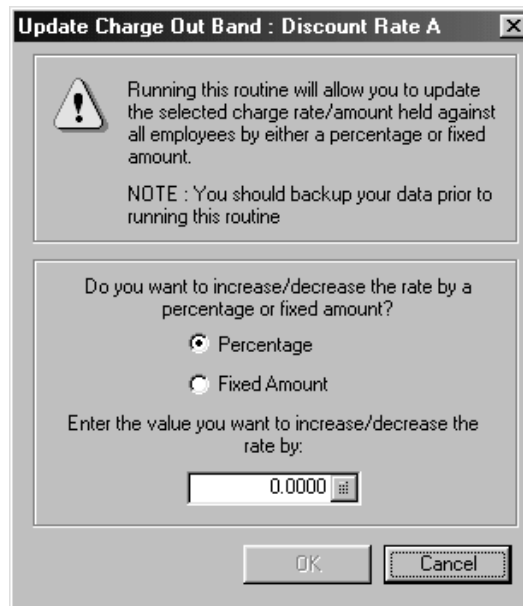 Update Charge Out Band : Discount Rate A
Running this routine will allow you to update
the selected charge rate/amount held against
all employees by either a percentage or fixed
amount.
NOTE : You should backup your data prior to
running this routine
Do you want to increase/decrease the rate by a
percentage or fixed amount?
Percentage
Fixed Amount
Enter the value you want to increase/decrease the
rate by:
0.0000
OK
Cancel